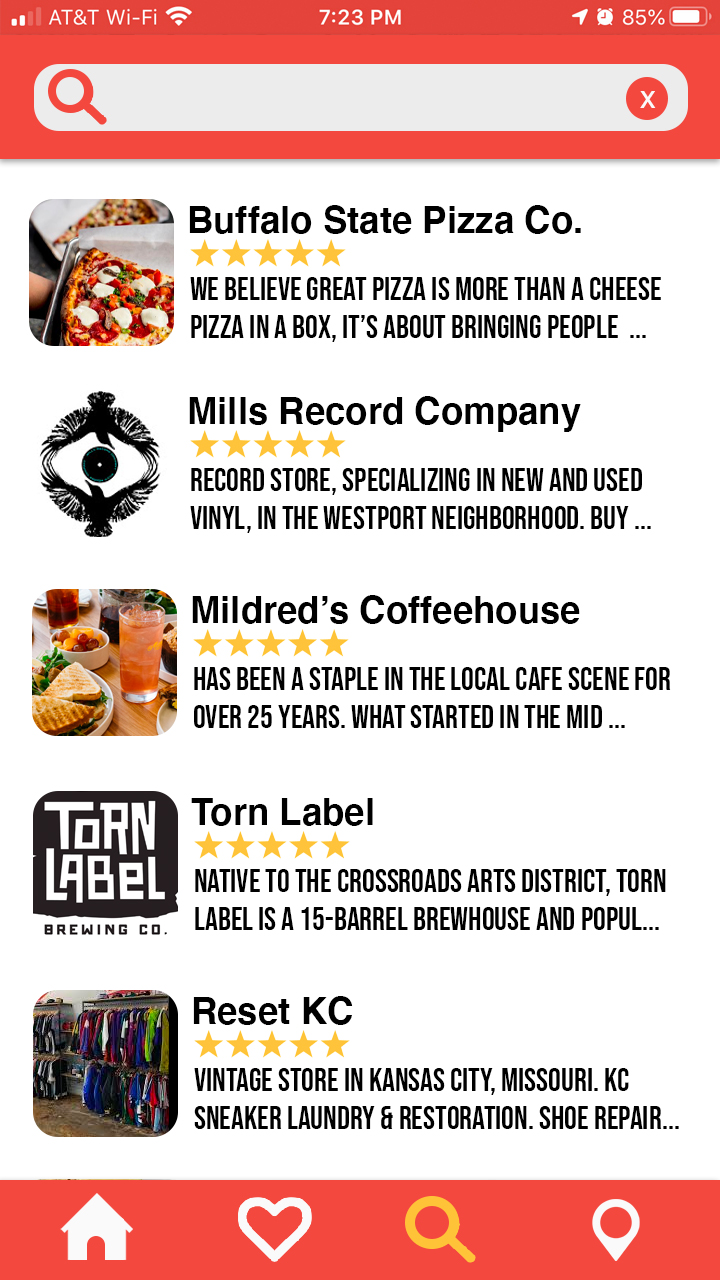 AT&T Wi-Fi 7:23 PM 85%
X
Buffalo State Pizza Co.
WE BELIEVE GREAT PIZZA IS MORE THAN A CHEESE
PIZZA IN A BOX, IT’S ABOUT BRINGING PEOPLE ...
Mills Record Company
RECORD STORE, SPECIALIZING IN NEW AND USED
VINYL, IN THE WESTPORT NEIGHBORHOOD. BUY ...
Mildred’s Coffeehouse
HAS BEEN A STAPLE IN THE LOCAL CAFE SCENE FOR
OVER 25 YEARS. WHAT STARTED IN THE MID ...
TORN
LABEL
BREWING CO.
Torn Label
NATIVE TO THE CROSSROADS ARTS DISTRICT, TORN
LABEL IS A 15-BARREL BREWHOUSE AND POPUL...
Reset KC
VINTAGE STORE IN KANSAS CITY, MISSOURI. KC
SNEAKER LAUNDRY & RESTORATION. SHOE REPAIR...